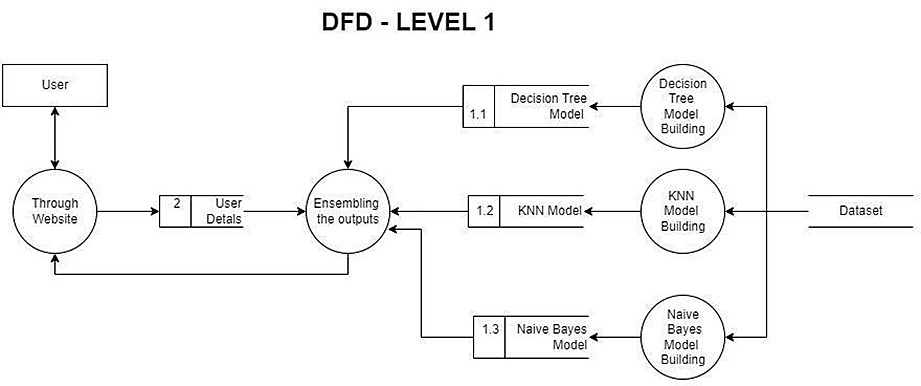 DFD - LEVEL 1
User
Through
Website
2
User
Detals
Ensembling
the outputs
1.1
Decision Tree
Model
Decision
Tree
Model
Building
1.2
KNN Model
KNN
Model
Building
Dataset
1.3
Naive Bayes
Model
Naive
Bayes
Model
Building